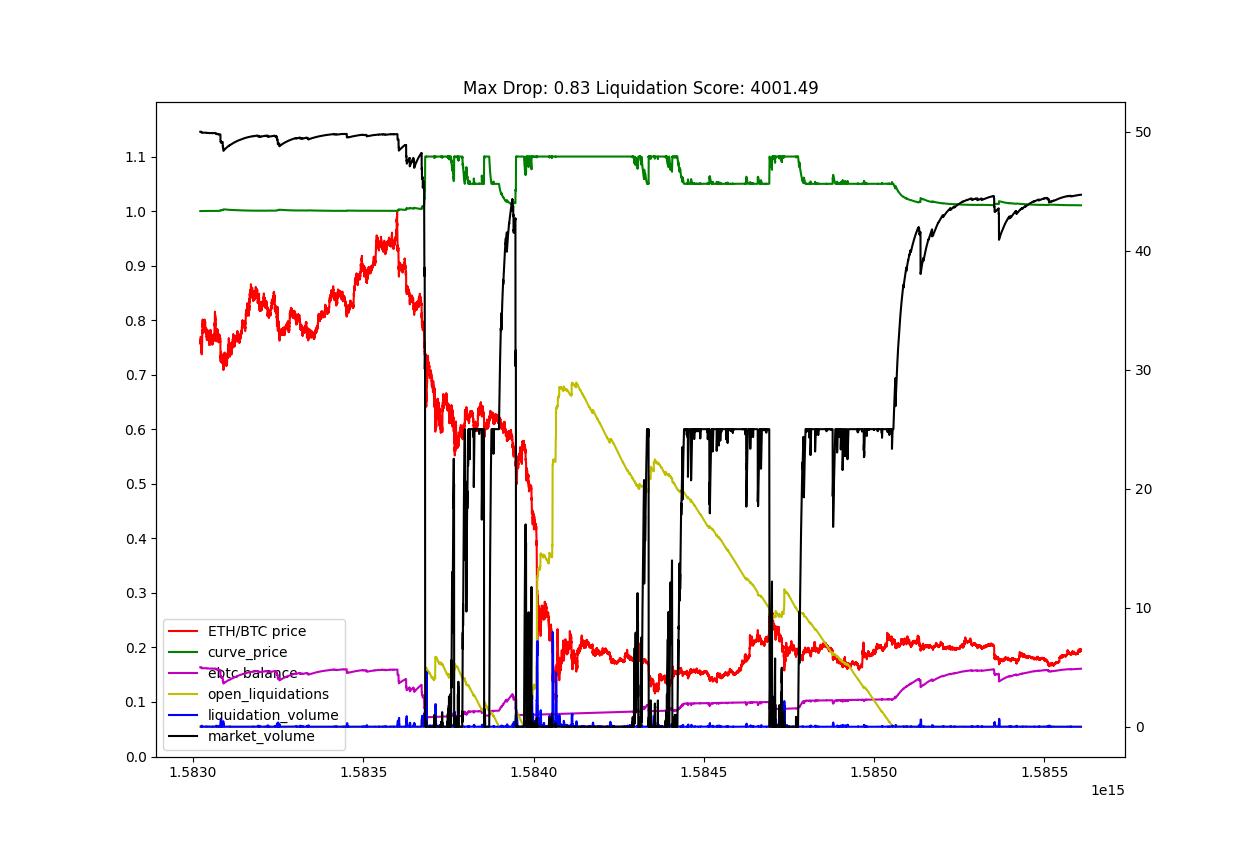 Max Drop: 0.83 Liquidation Score: 4001.49
1.1
1.0
0.9
0.8
0.7
0.6
0.5
0.4
0.3
0.2
0.1
0.0
50
40
30
20
10
0
ETH/BTC price
curve_price
ebtc balance
open_liquidations
liquidation_volume
market_volume
1.5830 1.5835 1.5840 1.5845 1.5850 1.5855
1e15